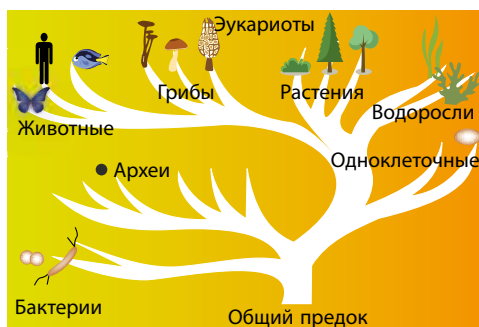 Эукариоты
Грибы
Растения
Водоросли
Животные
Одноклеточные
Археи
Бактерии
Общий предок